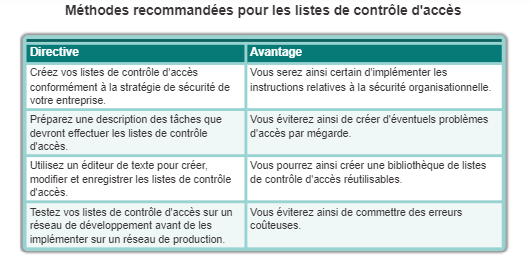 Méthodes recommandées pour les listes de contrôle d'accès
Directive
Avantage
Créez vos listes de contrôle d'accès
conformément à la stratégie de sécurité de
votre entreprise.
Vous serez ainsi certain d'implémenter les
instructions relatives à la sécurité organisationnelle.
Préparez une description des tâches que
devront effectuer les listes de contrôle
d'accès.
Vous éviterez ainsi de créer d'éventuels problèmes
d'accès par mégarde.
Utilisez un éditeur de texte pour créer,
modifier et enregistrer les listes de contrôle
d'accès.
Vous pourrez ainsi créer une bibliothèque de listes
de contrôle d'accès réutilisables.
Testez vos listes de contrôle d'accès sur un
réseau de développement avant de les
implémenter sur un réseau de production.
Vous éviterez ainsi de commettre des erreurs
coûteuses.